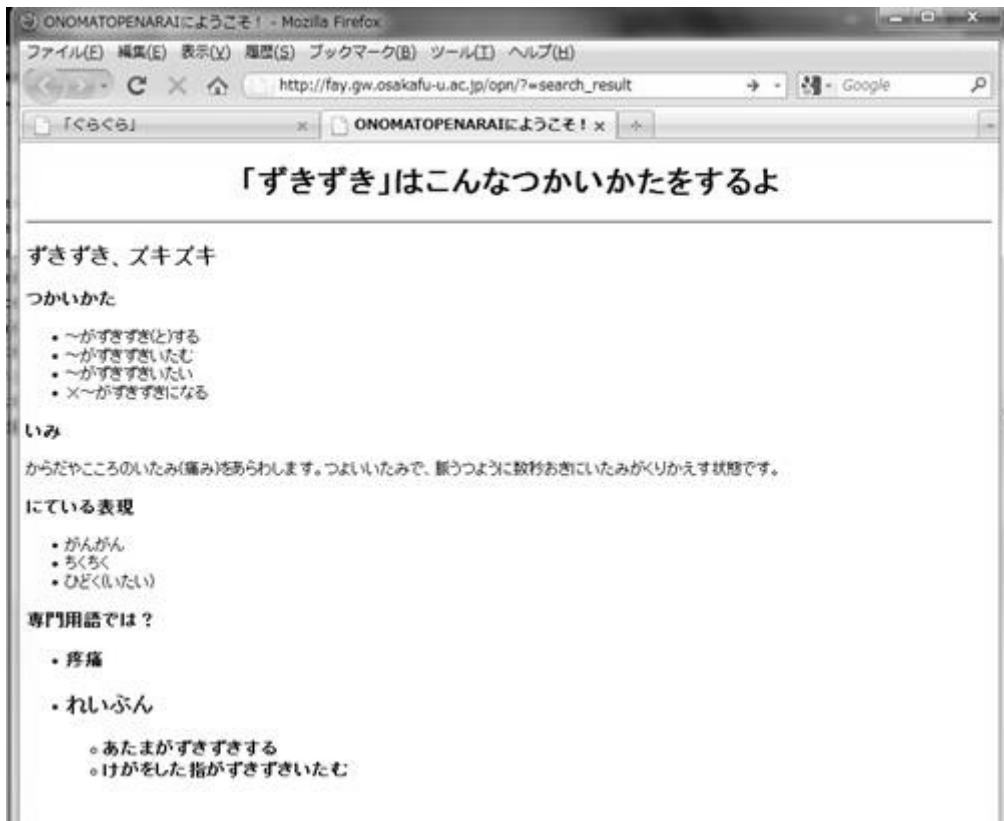 ONOMATOPENARAIにようこそ! - Mozilla Firefox
ファイル(F) 編集(E) 表示(V) 履歴(S) ブックマーク(B) ツール(T) ヘルプ(H)
http://fay.gw.osakafu-u.ac.jp/opn/?=search_result Google
「ぐらぐら」 ONOMATOPENARAIにようこそ!
「ずきずき」はこんなつかいかたをするよ
ずきずき、ズキズキ
つかいかた
• ～がずきずき(と)する
• ～がずきずきいたむ
• ～がずきずきいたい
• ×～がずきずきになる
いみ
からだやこころのいたみ(痛み)をあらわします。つよいいたみで、脈うつように数秒おきにいたみがくりかえす状態です。
にている表現
• がんがん
• ちくちく
• ひどく(いたい)
専門用語では？
• 疼痛
• れいぶん
◦ あたまがずきずきする
◦ けがをした指がずきずきいたむ